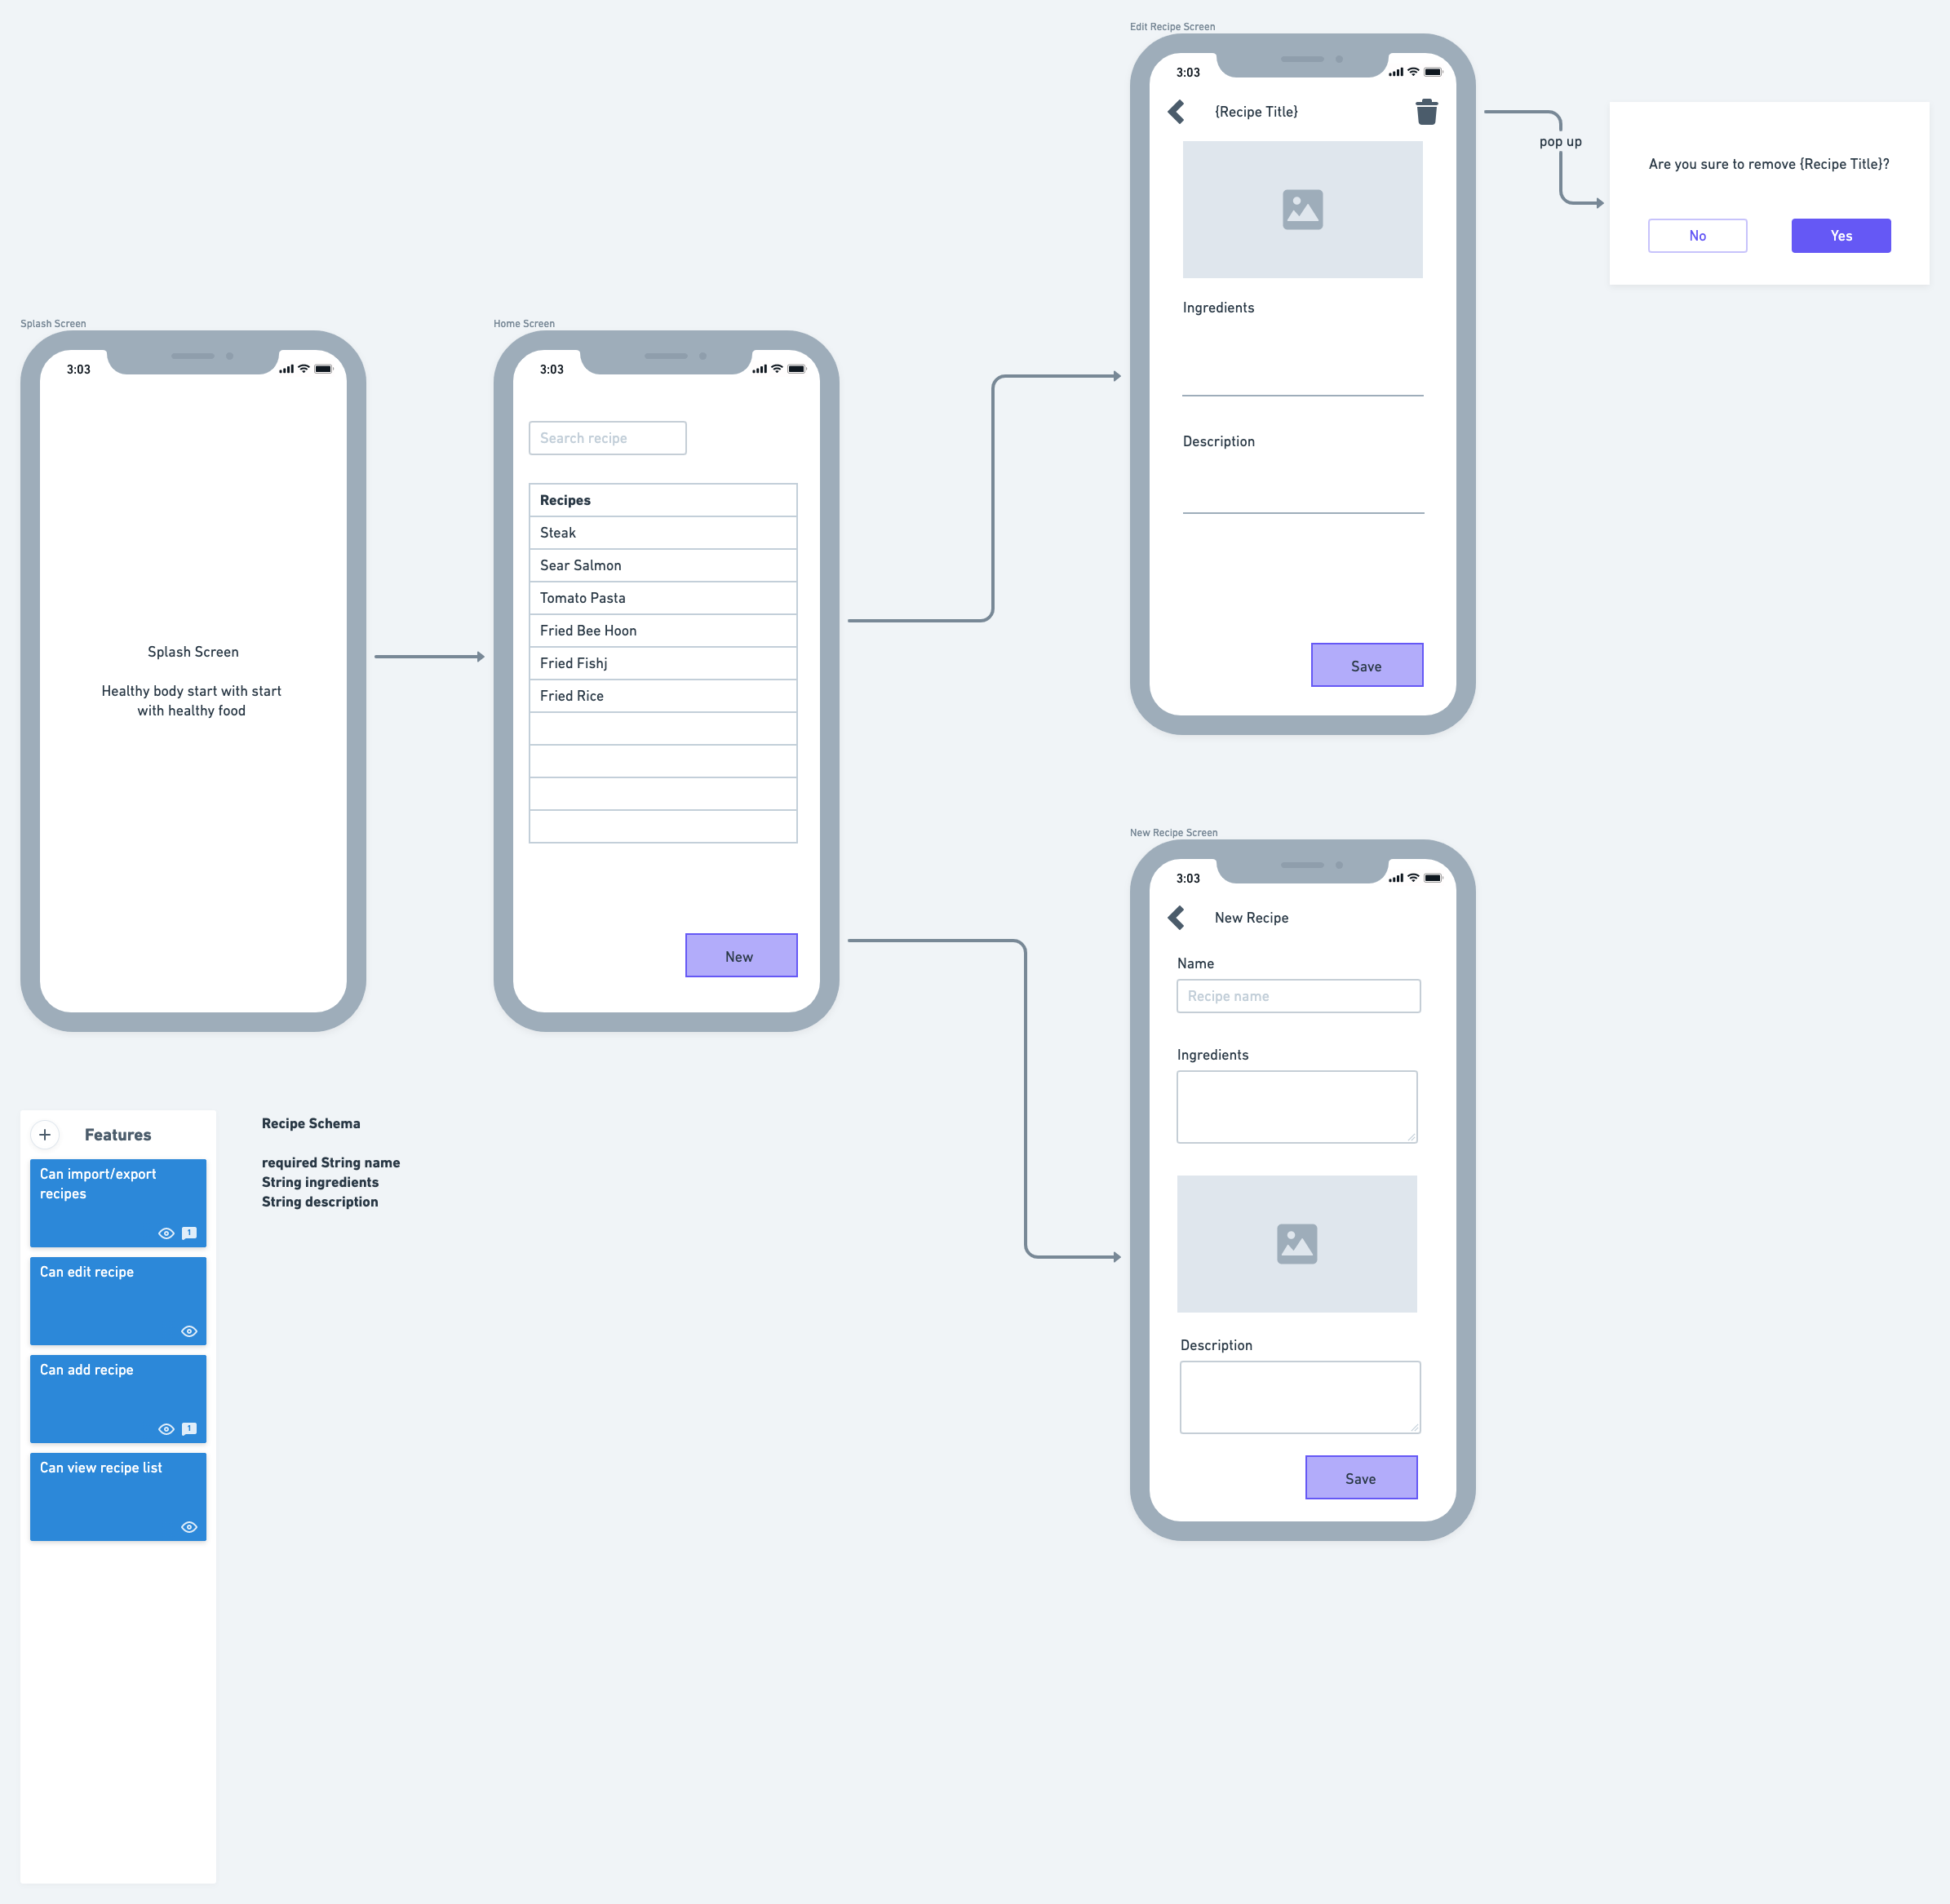 Edit Recipe Screen
3:03
{Recipe Title}
Ingredients
Description
Save
pop up
Are you sure to remove {Recipe Title}?
No
Yes
Splash Screen
3:03
Splash Screen
Healthy body start with start
with healthy food
Home Screen
3:03
Search recipe
Recipes
Steak
Sear Salmon
Tomato Pasta
Fried Bee Hoon
Fried Fishj
Fried Rice
New
New Recipe Screen
3:03
New Recipe
Name
Recipe name
Ingredients
Description
Save
Features
Can import/export
recipes
1
Can edit recipe
Can add recipe
1
Can view recipe list
Recipe Schema
required String name
String ingredients
String description